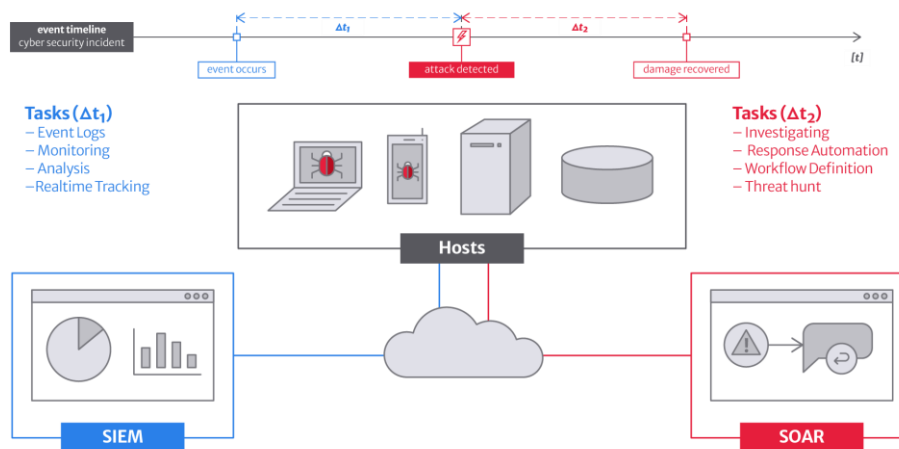 event timeline
cyber security incident
Δt₁
Δt₂
[t]
event occurs
attack detected
damage recovered
Tasks (Δt₁)
– Event Logs
– Monitoring
– Analysis
–Realtime Tracking
Tasks (Δt₂)
– Investigating
– Response Automation
– Workflow Definition
– Threat hunt
Hosts
SIEM
SOAR